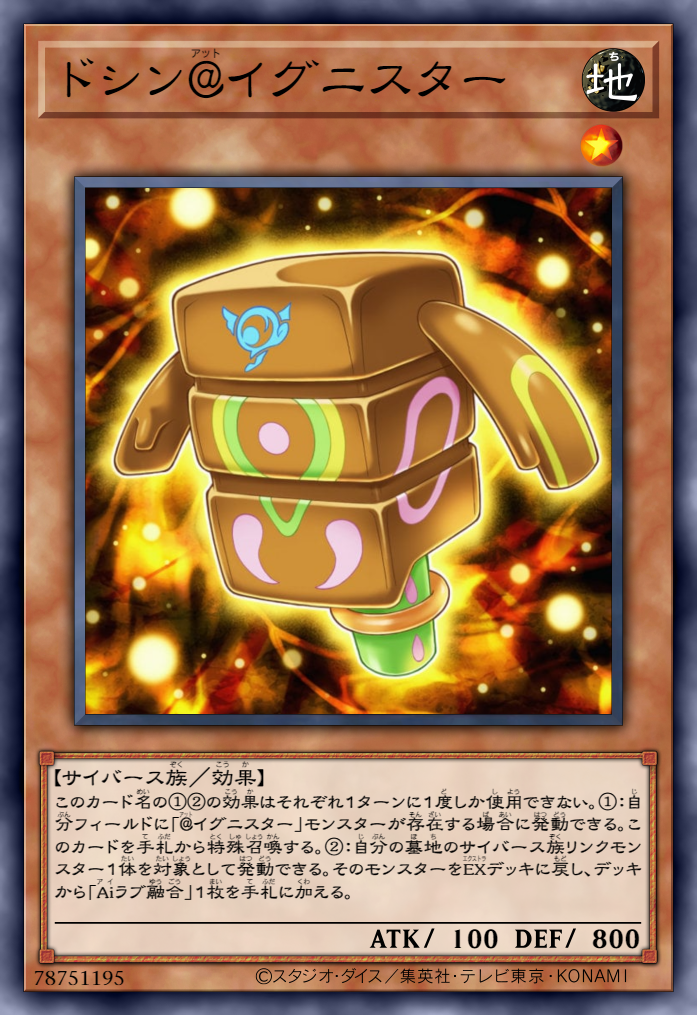 ドシン@イグニスター
地
【サイバース族／効果】
このカード名の①②の効果はそれぞれ1ターンに1度しか使用できない。①：自
分フィールドに「@イグニスター」モンスターが存在する場合に発動できる。こ
のカードを手札から特殊召喚する。②：自分の墓地のサイバース族リンクモン
スター1体を対象として発動できる。そのモンスターをEXデッキに戻し、デッキ
から「Aiラブ融合」1枚を手札に加える。
ATK/ 100 DEF/ 800
78751195 ©スタジオ・ダイス／集英社・テレビ東京・KONAMI